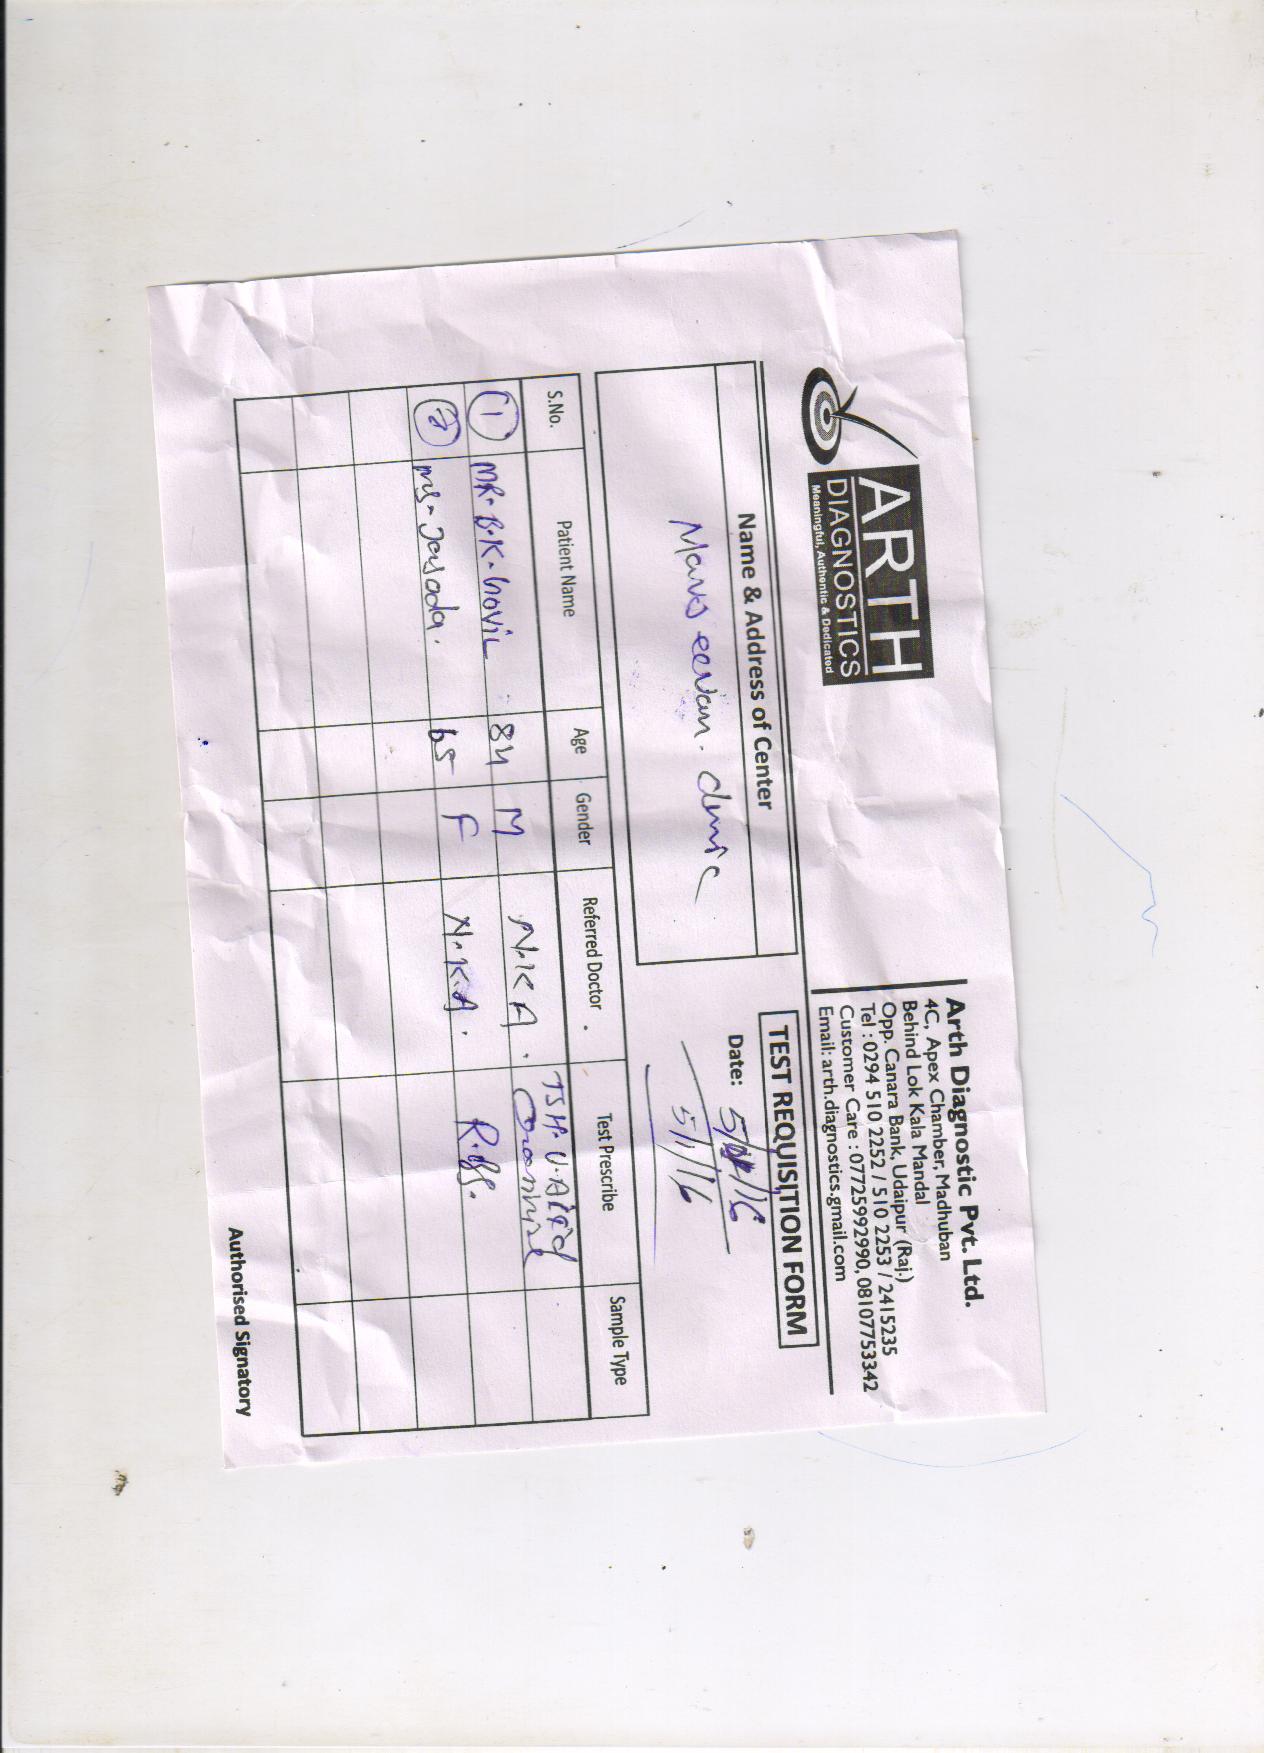 ARTH
DIAGNOSTICS
Meaningful, Authentic & Dedicated
Arth Diagnostic Pvt. Ltd.
4C, Apex Chamber, Madhuban
Behind Lok Kala Mandal
Opp. Canara Bank, Udaipur (Raj.)
Tel : 0294 510 2252 / 510 2253 / 2415235
Customer Care : 07725992990, 08107753342
Email: arth.diagnostics.gmail.com
Name & Address of Center
TEST REQUISITION FORM
Date:
5/1/16
S.No. Patient Name Age Gender Referred Doctor Test Prescribe Sample Type
1 MR. B.K. 84 M N.K A. TSH. U. Acid
2 65 F N.K.A.
Authorised Signatory